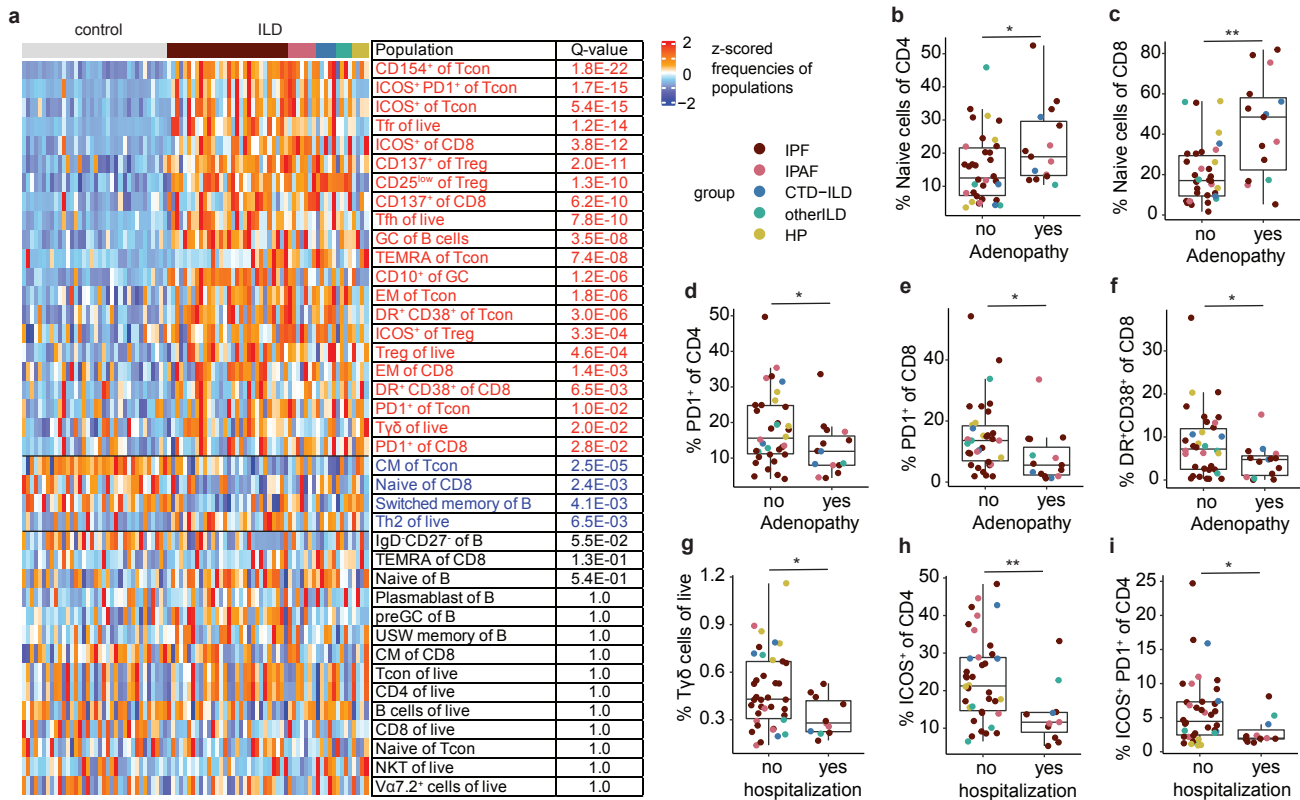 a
control
ILD
Population Q-value
CD154⁺ of Tcon 1.8E-22
ICOS⁺ PD1⁺ of Tcon 1.7E-15
ICOS⁺ of Tcon 5.4E-15
Tfr of live 1.2E-14
ICOS⁺ of CD8 3.8E-12
CD137⁺ of Treg 2.0E-11
CD25ˡᵒʷ of Treg 1.3E-10
CD137⁺ of CD8 6.2E-10
Tfh of live 7.8E-10
GC of B cells 3.5E-08
TEMRA of Tcon 7.4E-08
CD10⁺ of GC 1.2E-06
EM of Tcon 1.8E-06
DR⁺ CD38⁺ of Tcon 3.0E-06
ICOS⁺ of Treg 3.3E-04
Treg of live 4.6E-04
EM of CD8 1.4E-03
DR⁺ CD38⁺ of CD8 6.5E-03
PD1⁺ of Tcon 1.0E-02
Tγδ of live 2.0E-02
PD1⁺ of CD8 2.8E-02
CM of Tcon 2.5E-05
Naive of CD8 2.4E-03
Switched memory of B 4.1E-03
Th2 of live 6.5E-03
IgD⁻CD27⁻ of B 5.5E-02
TEMRA of CD8 1.3E-01
Naive of B 5.4E-01
Plasmablast of B 1.0
preGC of B 1.0
USW memory of B 1.0
CM of CD8 1.0
Tcon of live 1.0
CD4 of live 1.0
B cells of live 1.0
CD8 of live 1.0
Naive of Tcon 1.0
NKT of live 1.0
Vα7.2⁺ cells of live 1.0
2
1
0
−2
z-scored
frequencies of
populations
group
IPF
IPAF
CTD−ILD
otherILD
HP
b
% Naive cells of CD4
50
40
30
20
10
*
no yes
Adenopathy
c
% Naive cells of CD8
80
60
40
20
0
**
no yes
Adenopathy
d
% PD1⁺ of CD4
50
40
30
20
10
*
no yes
Adenopathy
e
% PD1⁺ of CD8
40
20
0
*
no yes
Adenopathy
f
% DR⁺CD38⁺ of CD8
30
20
10
0
*
no yes
Adenopathy
g
% Tγδ cells of live
1.2
0.9
0.6
0.3
*
no yes
hospitalization
h
% ICOS⁺ of CD4
50
40
30
20
10
**
no yes
hospitalization
i
% ICOS⁺ PD1⁺ of CD4
25
20
15
10
5
0
*
no yes
hospitalization